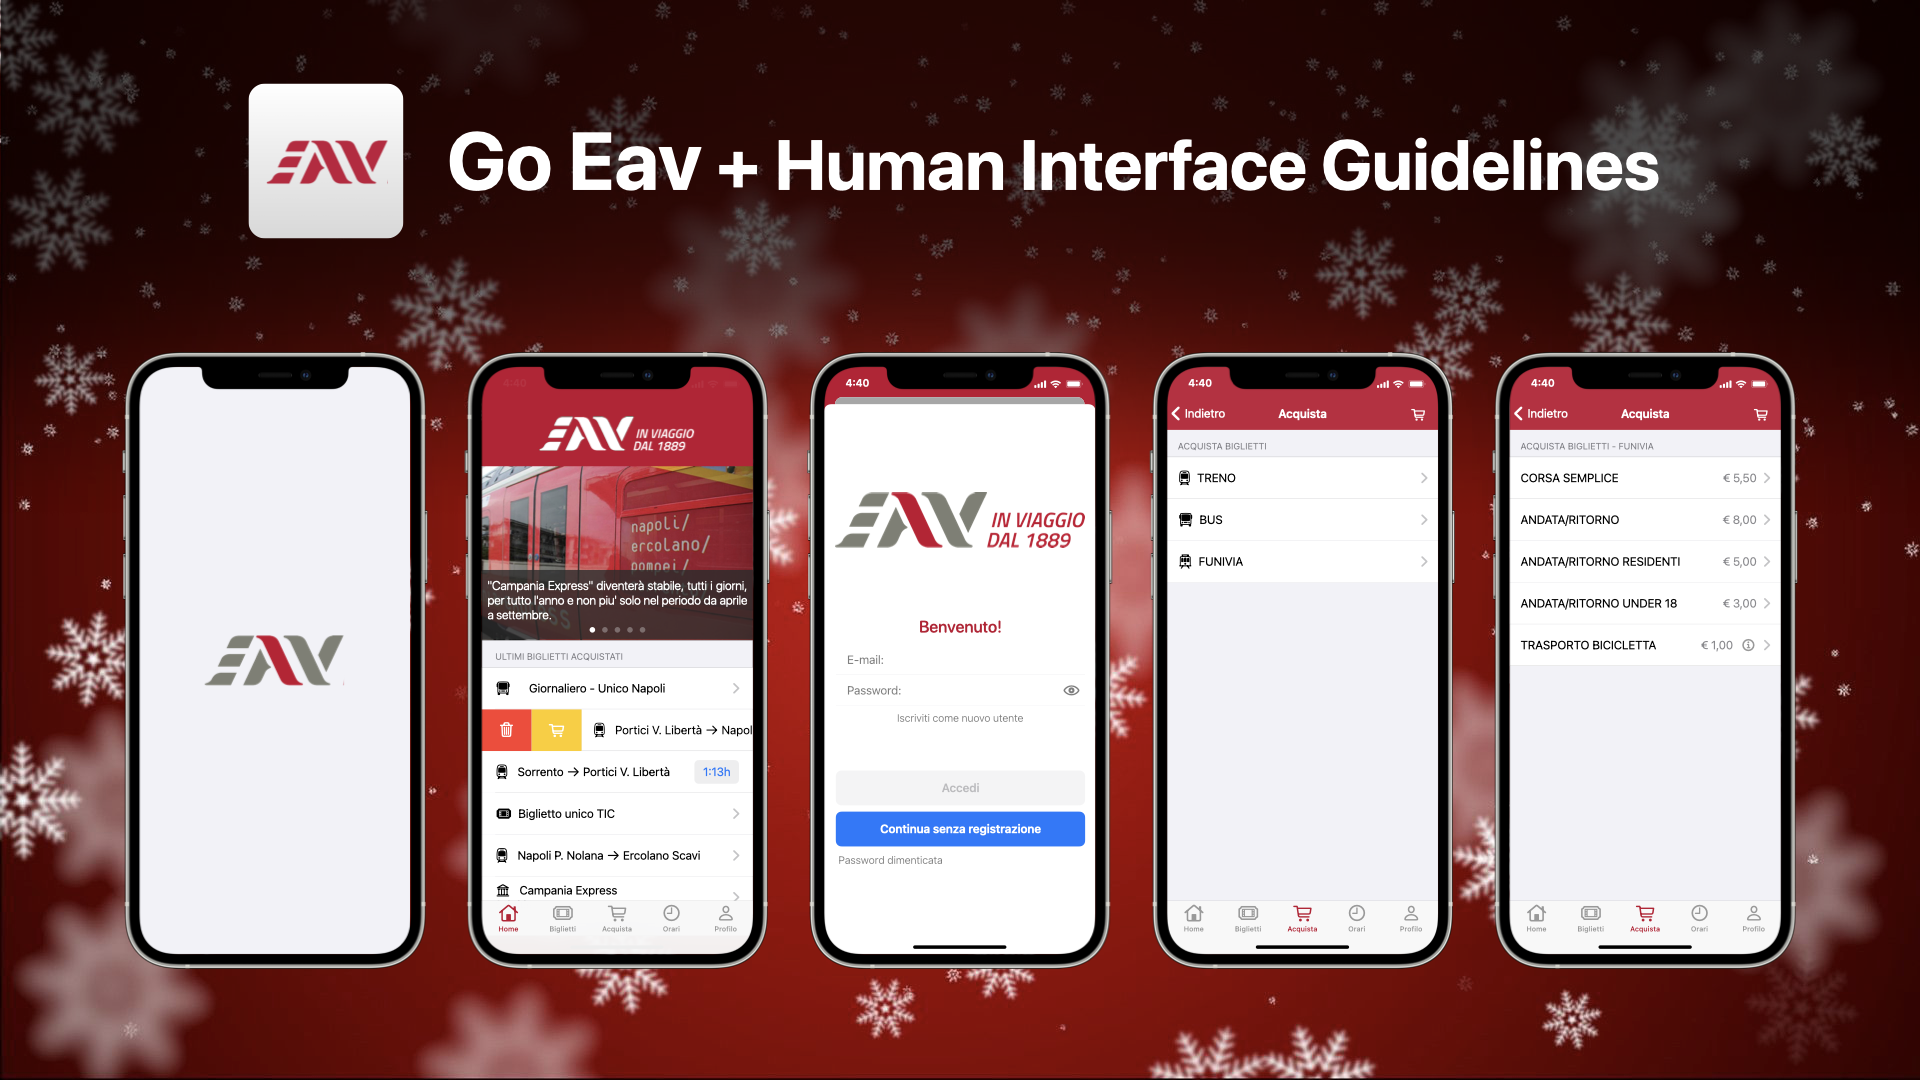 EAV
Go Eav + Human Interface Guidelines
EAV
EAV IN VIAGGIO
DAL 1889
napoli/
ercolano/
pompei/
"Campania Express" diventerà stabile, tutti i giorni,
per tutto l'anno e non piu' solo nel periodo da aprile
a settembre.
ULTIMI BIGLIETTI ACQUISTATI
Giornaliero - Unico Napoli
Portici V. Libertà → Napol
Sorrento → Portici V. Libertà 1:13h
Biglietto unico TIC
Napoli P. Nolana → Ercolano Scavi
Campania Express
Home Biglietti Acquista Orari Profilo
4:40
EAV IN VIAGGIO
DAL 1889
Benvenuto!
E-mail:
Password:
Iscriviti come nuovo utente
Accedi
Continua senza registrazione
Password dimenticata
4:40
Indietro Acquista
ACQUISTA BIGLIETTI
TRENO
BUS
FUNIVIA
Home Biglietti Acquista Orari Profilo
4:40
Indietro Acquista
ACQUISTA BIGLIETTI - FUNIVIA
CORSA SEMPLICE € 5,50
ANDATA/RITORNO € 8,00
ANDATA/RITORNO RESIDENTI € 5,00
ANDATA/RITORNO UNDER 18 € 3,00
TRASPORTO BICICLETTA € 1,00
Home Biglietti Acquista Orari Profilo